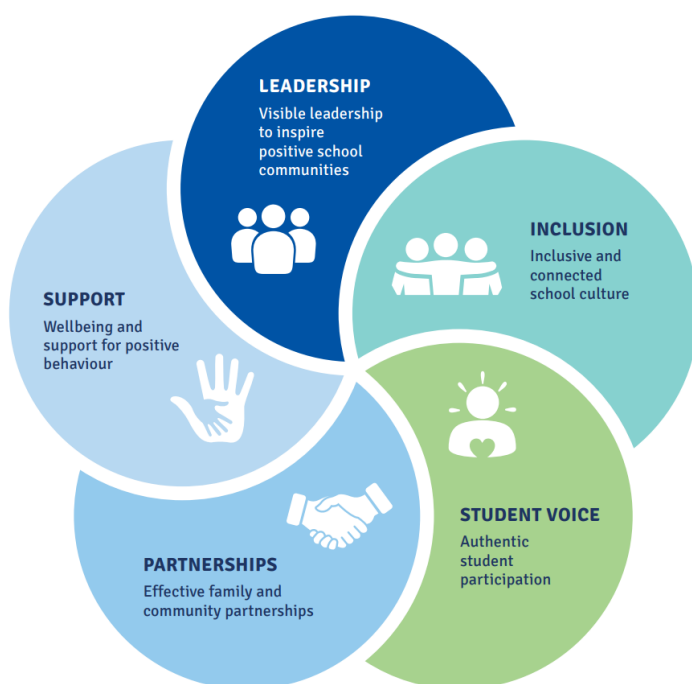 LEADERSHIP
Visible leadership
to inspire
positive school
communities
INCLUSION
Inclusive and
connected
school culture
STUDENT VOICE
Authentic
student
participation
PARTNERSHIPS
Effective family and
community partnerships
SUPPORT
Wellbeing and
support for positive
behaviour